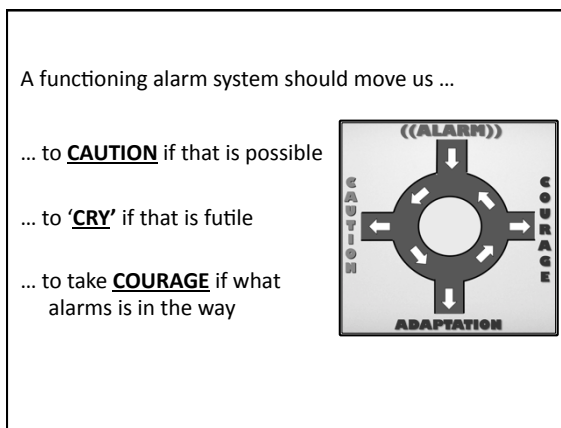 A functioning alarm system should move us …
… to CAUTION if that is possible
… to ‘CRY’ if that is futile
… to take COURAGE if what
alarms is in the way
((ALARM))
CAUTION
COURAGE
ADAPTATION